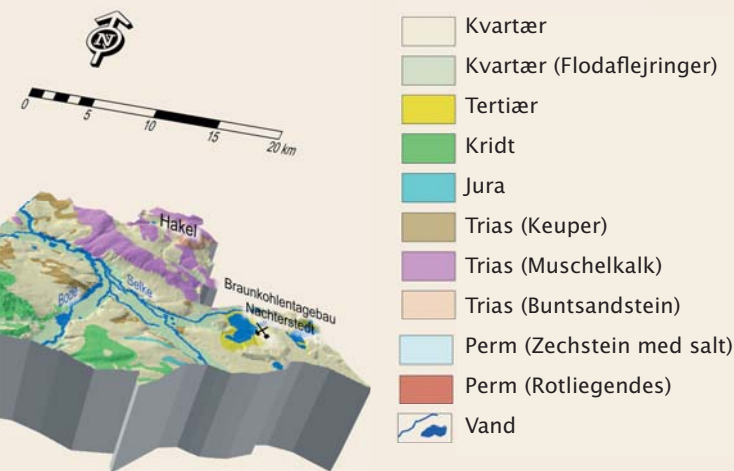 N
0
5
10
15
20 km
Hakel
Selke
Bode
Braunkohlentagebau
Nachterstedt
Kvartær
Kvartær (Flodaflejringer)
Tertiær
Kridt
Jura
Trias (Keuper)
Trias (Muschelkalk)
Trias (Buntsandstein)
Perm (Zechstein med salt)
Perm (Rotliegendes)
Vand